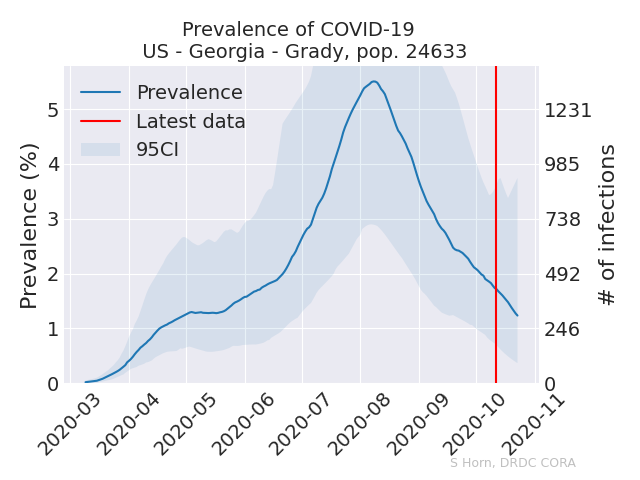 Prevalence of COVID-19
US - Georgia - Grady, pop. 24633
Prevalence
Latest data
95CI
Prevalence (%)
5
4
3
2
1
0
1231
985
738
492
246
0
# of infections
2020-03
2020-04
2020-05
2020-06
2020-07
2020-08
2020-09
2020-10
2020-11
S Horn, DRDC CORA